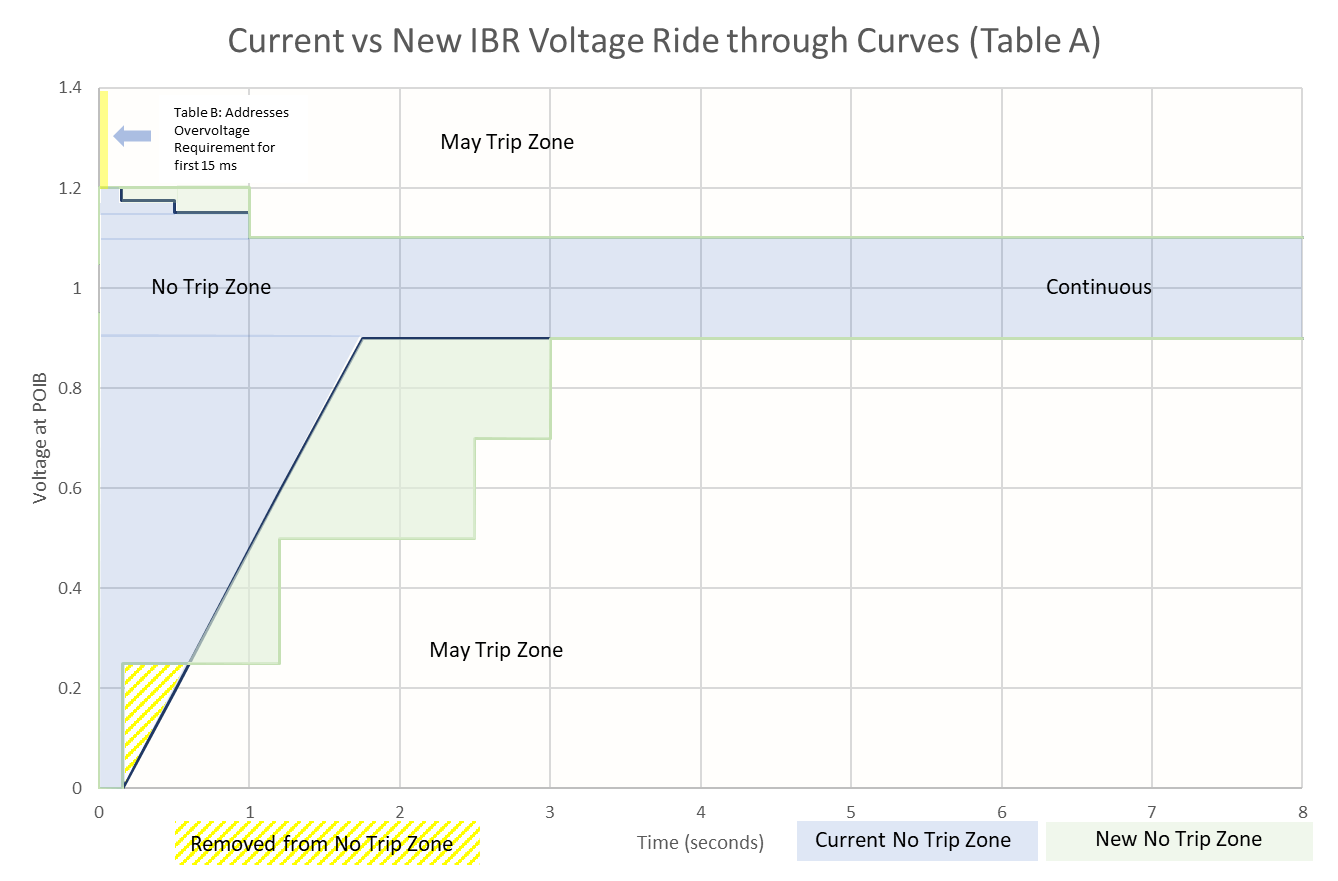 Current vs New IBR Voltage Ride through Curves (Table A)
1.4
Table B: Addresses
Overvoltage
Requirement for
first 15 ms
May Trip Zone
1.2
No Trip Zone
1
Continuous
0.8
Voltage at POIB
0.6
0.4
May Trip Zone
0.2
0
0 1 2 3 4 5 6 7 8
Removed from No Trip Zone
Time (seconds)
Current No Trip Zone
New No Trip Zone